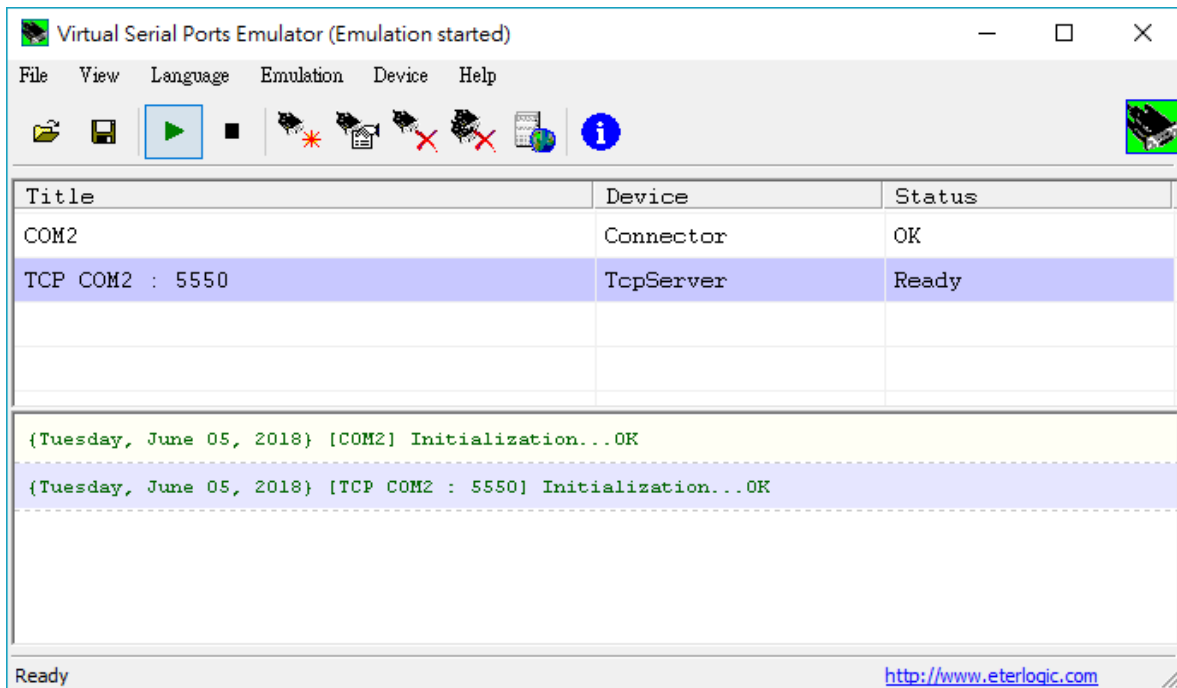 Virtual Serial Ports Emulator (Emulation started)
File View Language Emulation Device Help
Title Device Status
COM2 Connector OK
TCP COM2 : 5550 TcpServer Ready
{Tuesday, June 05, 2018} [COM2] Initialization...OK
{Tuesday, June 05, 2018} [TCP COM2 : 5550] Initialization...OK
Ready http://www.eterlogic.com